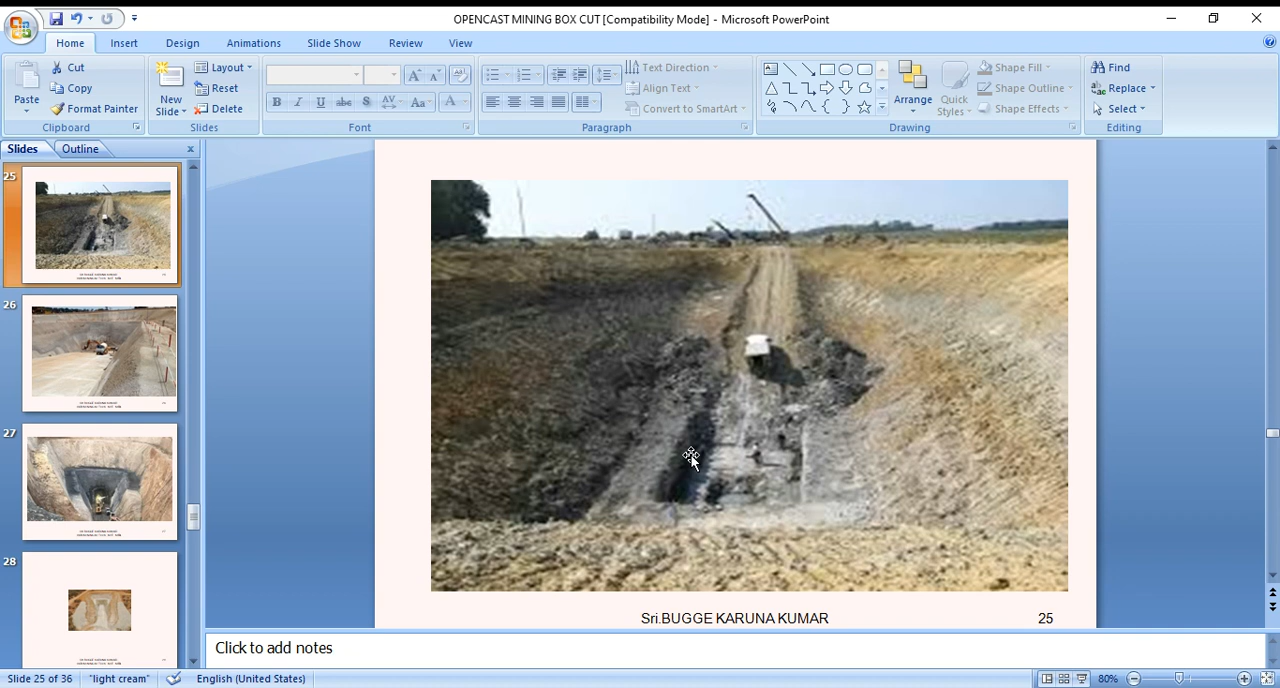 OPENCAST MINING BOX CUT [Compatibility Mode] - Microsoft PowerPoint
Home Insert Design Animations Slide Show Review View
Paste Cut Copy Format Painter
Clipboard
New Slide Layout Reset Delete
Slides
B I U abc S AV Aa A
Font
Text Direction Align Text Convert to SmartArt
Paragraph
Arrange Quick Styles Shape Fill Shape Outline Shape Effects
Drawing
Find Replace Select
Editing
Slides Outline
25
26
27
28
Sri.BUGGE KARUNA KUMAR 25
Click to add notes
Slide 25 of 36 "light cream" English (United States) 80%